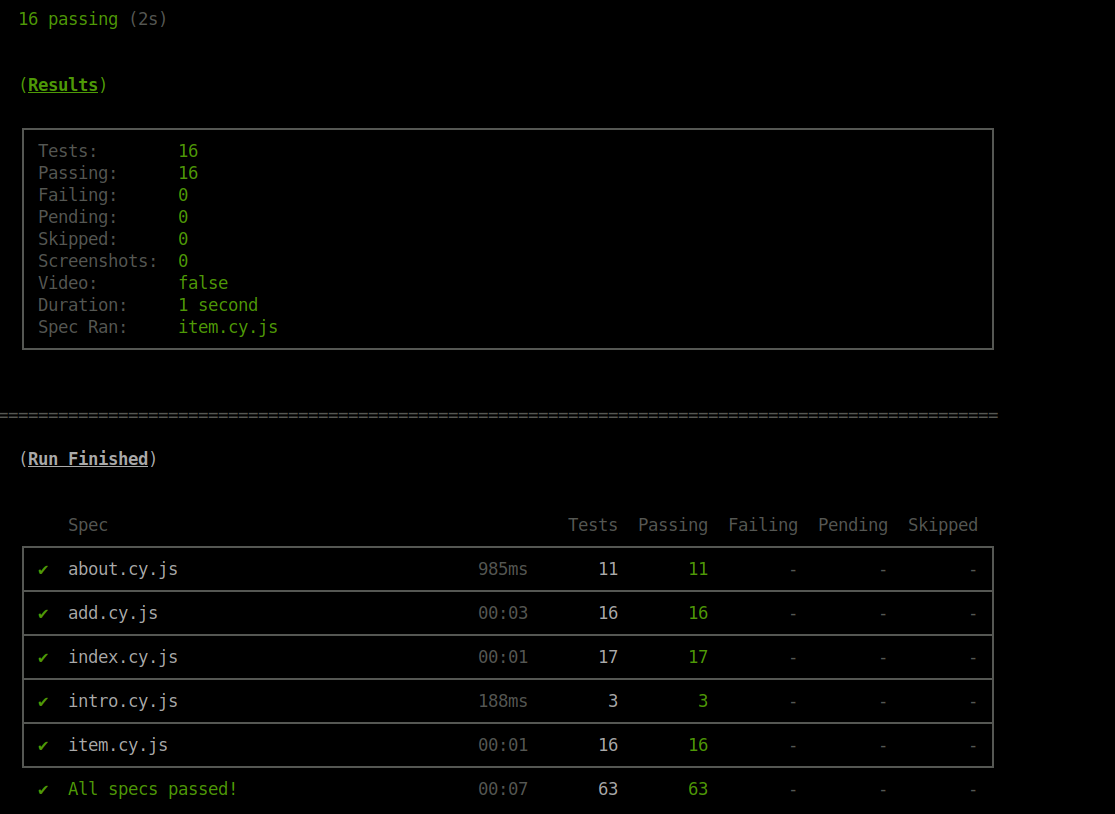 16 passing (2s)
(Results)
Tests: 16
Passing: 16
Failing: 0
Pending: 0
Skipped: 0
Screenshots: 0
Video: false
Duration: 1 second
Spec Ran: item.cy.js
====================================================================================================
(Run Finished)
Spec Tests Passing Failing Pending Skipped
✔ about.cy.js 985ms 11 11 - - -
✔ add.cy.js 00:03 16 16 - - -
✔ index.cy.js 00:01 17 17 - - -
✔ intro.cy.js 188ms 3 3 - - -
✔ item.cy.js 00:01 16 16 - - -
✔ All specs passed! 00:07 63 63 - - -